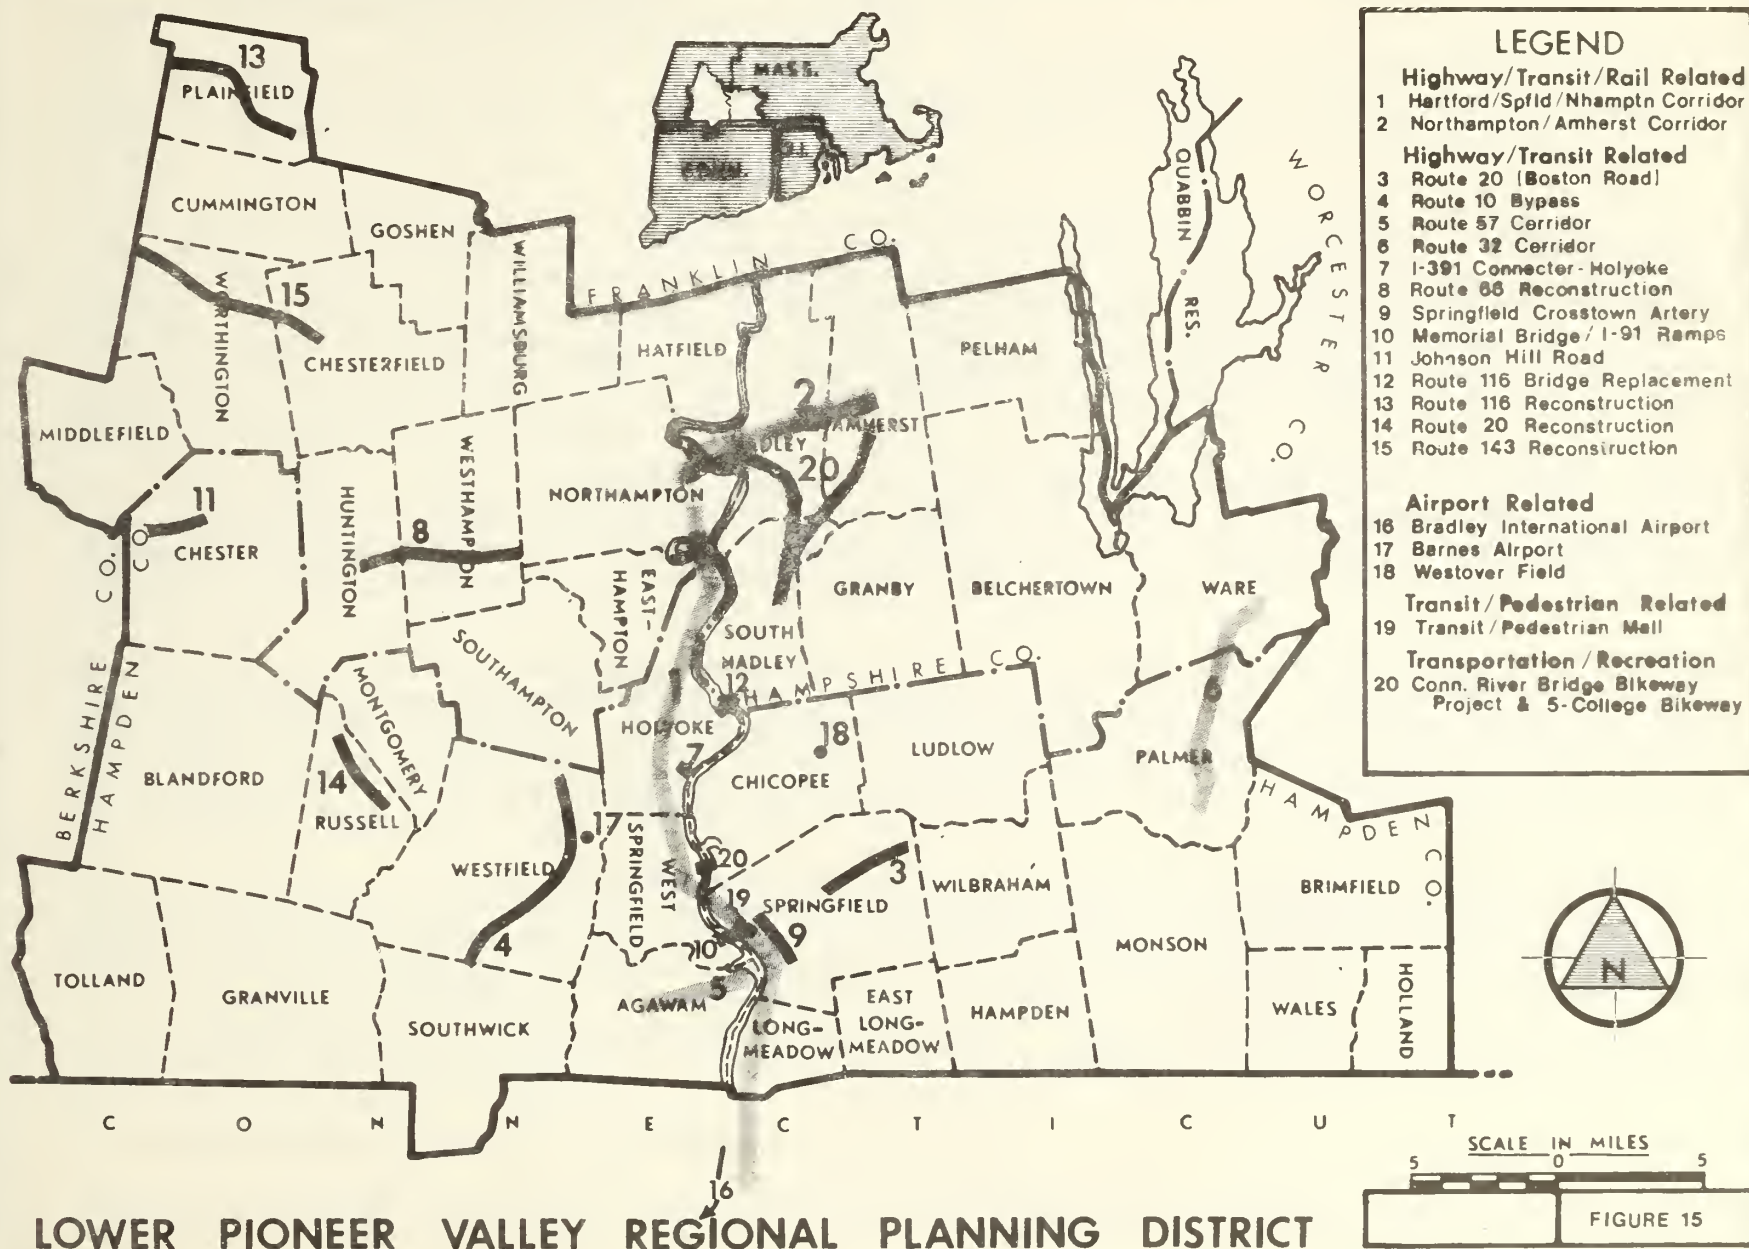 LEGEND
Highway/Transit/Rail Related
1 Hartford/Spfld/Nhamptn Corridor
2 Northampton/Amherst Corridor
Highway/Transit Related
3 Route 20 (Boston Road)
4 Route 10 Bypass
5 Route 57 Corridor
6 Route 32 Corridor
7 I-391 Connector-Holyoke
8 Route 66 Reconstruction
9 Springfield Crosstown Artery
10 Memorial Bridge/I-91 Ramps
11 Johnson Hill Road
12 Route 116 Bridge Replacement
13 Route 116 Reconstruction
14 Route 20 Reconstruction
15 Route 143 Reconstruction
Airport Related
16 Bradley International Airport
17 Barnes Airport
18 Westover Field
Transit/Pedestrian Related
19 Transit/Pedestrian Mall
Transportation/Recreation
20 Conn. River Bridge Bikeway
Project & 5-College Bikeway
MASS.
CONN.
R.I.
13
PLAINFIELD
CUMMINGTON
GOSHEN
WILLIAMSBURG
FRANKLIN CO.
QUABBIN RES.
WORCESTER CO.
15
WORTHINGTON
CHESTERFIELD
HATFIELD
PELHAM
MIDDLEFIELD
2
HADLEY
AMHERST
20
WESTHAMPTON
NORTHAMPTON
11
CHESTER
HUNTINGTON
8
EAST-
HAMPTON
GRANBY
BELCHERTOWN
WARE
SOUTH
HADLEY
SOUTHAMPTON
BERKSHIRE CO.
HAMPDEN CO.
MONTGOMERY
12
HAMPSHIRE CO.
HOLYOKE
7
18
CHICOPEE
LUDLOW
PALMER
BLANDFORD
14
RUSSELL
HAMPDEN CO.
17
WESTFIELD
WEST
SPRINGFIELD
20
19
SPRINGFIELD
3
WILBRAHAM
BRIMFIELD
4
10
9
MONSON
TOLLAND
GRANVILLE
SOUTHWICK
AGAWAM
5
LONG-
MEADOW
EAST
LONG-
MEADOW
HAMPDEN
WALES
HOLLAND
N
CONNECTICUT
16
SCALE IN MILES
5 0 5
LOWER PIONEER VALLEY REGIONAL PLANNING DISTRICT
FIGURE 15